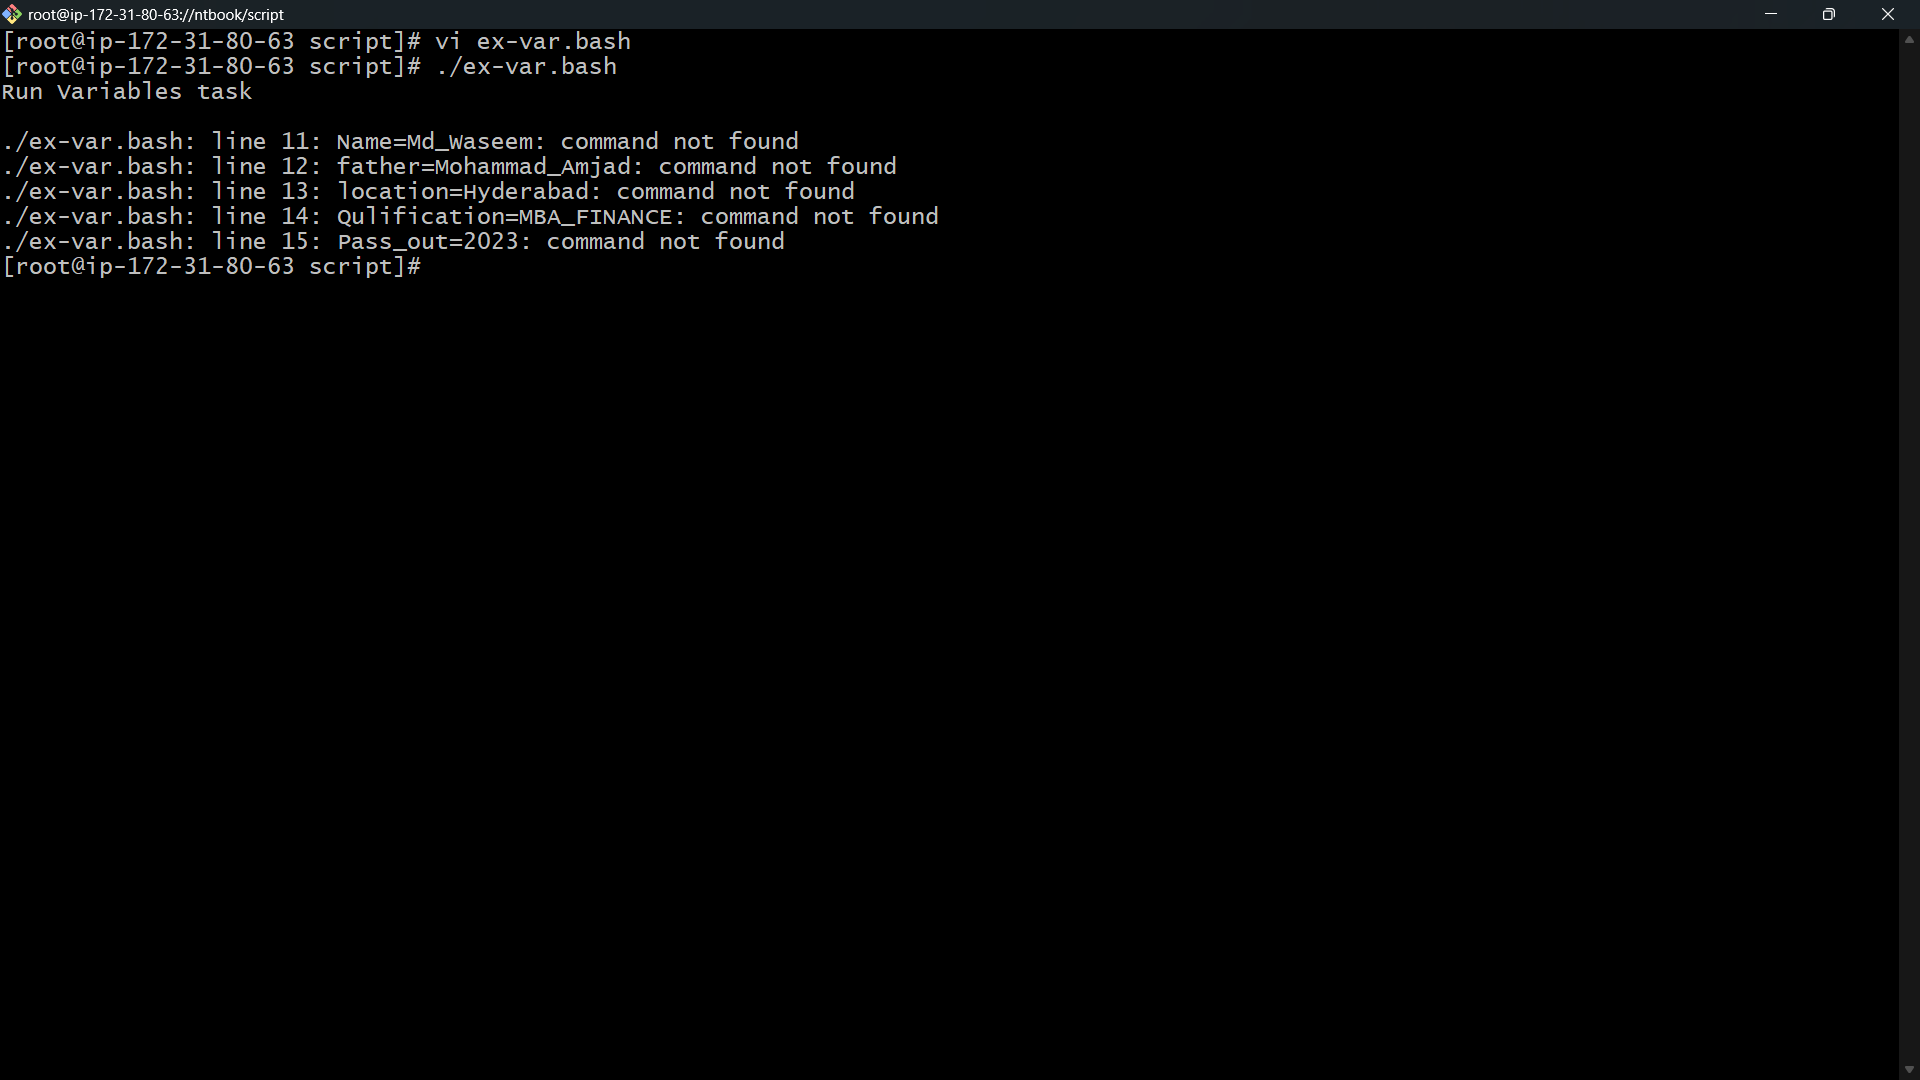 root@ip-172-31-80-63://ntbook/script
[root@ip-172-31-80-63 script]# vi ex-var.bash
[root@ip-172-31-80-63 script]# ./ex-var.bash
Run Variables task
./ex-var.bash: line 11: Name=Md_Waseem: command not found
./ex-var.bash: line 12: father=Mohammad_Amjad: command not found
./ex-var.bash: line 13: location=Hyderabad: command not found
./ex-var.bash: line 14: Qulification=MBA_FINANCE: command not found
./ex-var.bash: line 15: Pass_out=2023: command not found
[root@ip-172-31-80-63 script]#